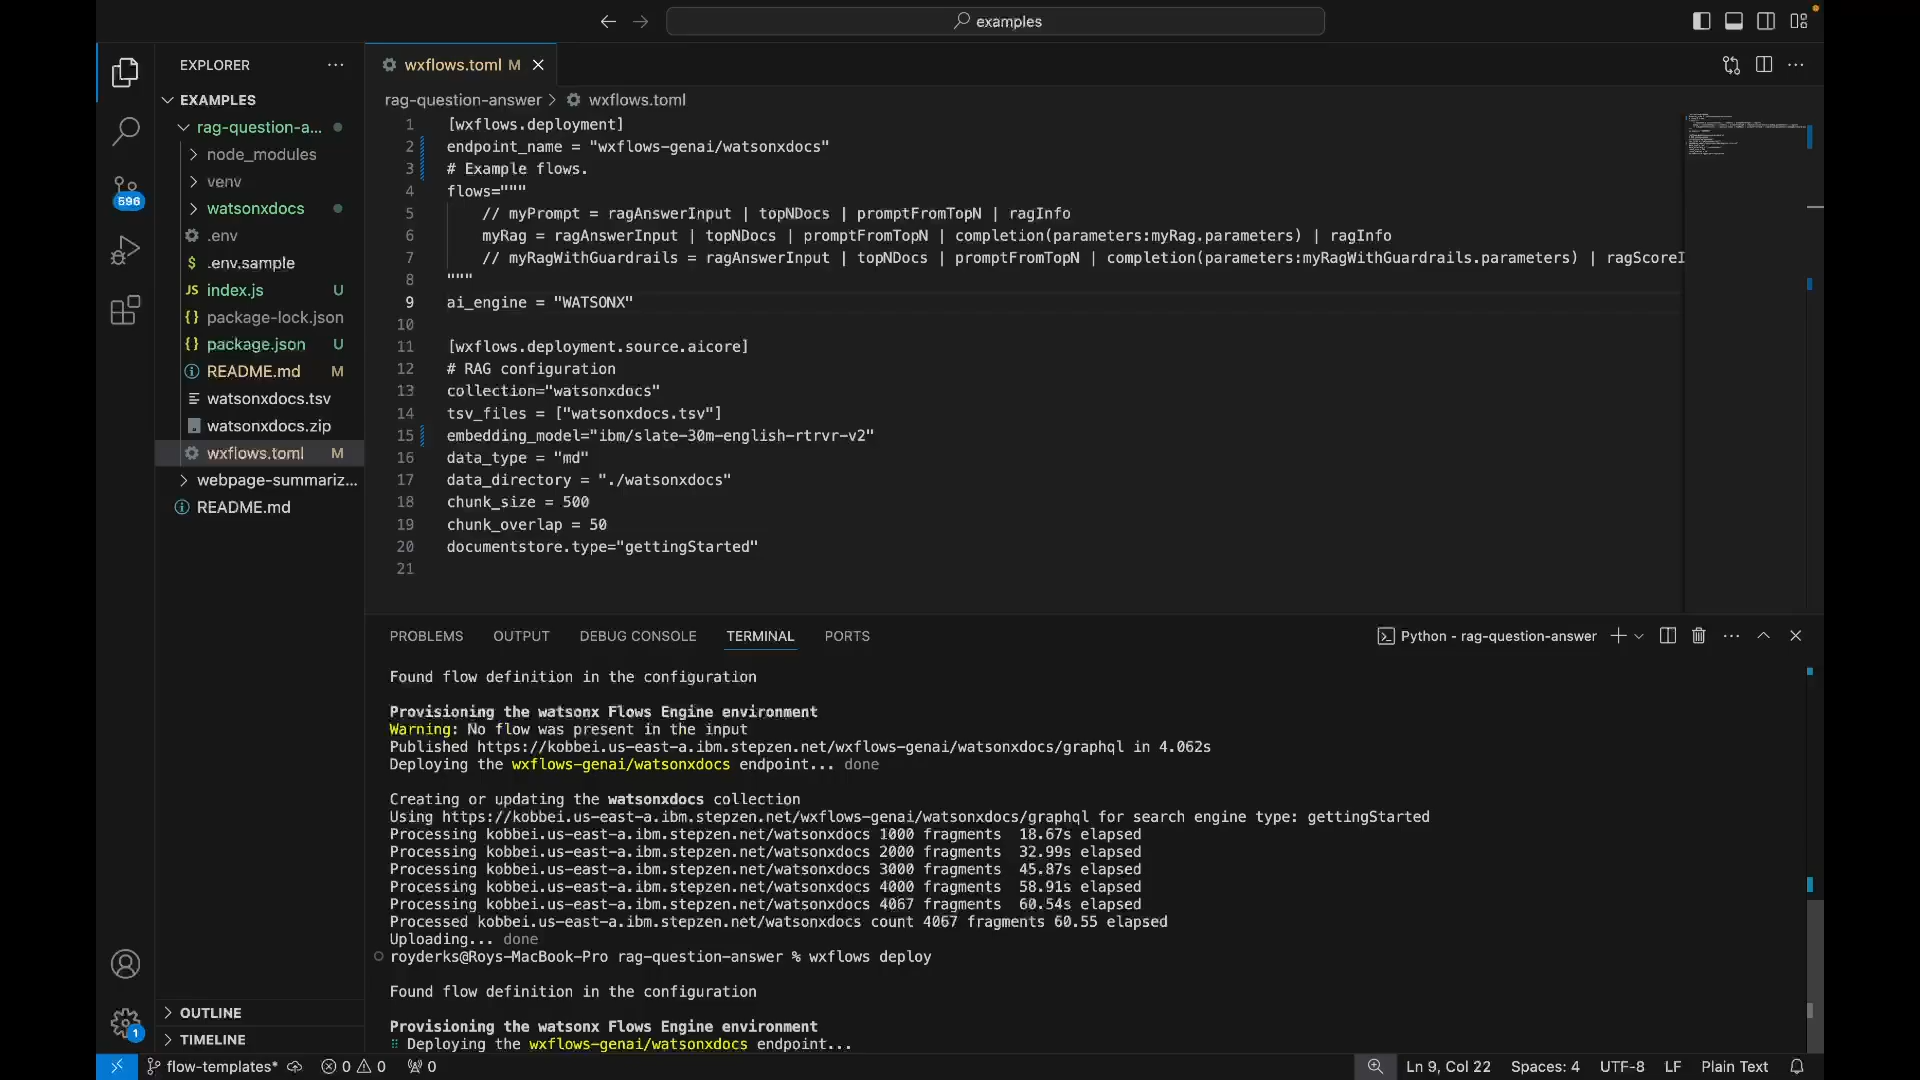 examples
EXPLORER
EXAMPLES
rag-question-a...
node_modules
venv
watsonxdocs
.env
$ .env.sample
JS index.js U
{} package-lock.json
{} package.json U
README.md M
watsonxdocs.tsv
watsonxdocs.zip
wxflows.toml M
webpage-summariz...
README.md
OUTLINE
TIMELINE
596
1
wxflows.toml M
rag-question-answer > wxflows.toml
1 [wxflows.deployment]
2 endpoint_name = "wxflows-genai/watsonxdocs"
3 # Example flows.
4 flows="""
5 // myPrompt = ragAnswerInput | topNDocs | promptFromTopN | ragInfo
6 myRag = ragAnswerInput | topNDocs | promptFromTopN | completion(parameters:myRag.parameters) | ragInfo
7 // myRagWithGuardrails = ragAnswerInput | topNDocs | promptFromTopN | completion(parameters:myRagWithGuardrails.parameters) | ragScoreI
8 """
9 ai_engine = "WATSONX"
10
11 [wxflows.deployment.source.aicore]
12 # RAG configuration
13 collection="watsonxdocs"
14 tsv_files = ["watsonxdocs.tsv"]
15 embedding_model="ibm/slate-30m-english-rtrvr-v2"
16 data_type = "md"
17 data_directory = "./watsonxdocs"
18 chunk_size = 500
19 chunk_overlap = 50
20 documentstore.type="gettingStarted"
21
PROBLEMS OUTPUT DEBUG CONSOLE TERMINAL PORTS
Python - rag-question-answer
Found flow definition in the configuration
Provisioning the watsonx Flows Engine environment
Warning: No flow was present in the input
Published https://kobbei.us-east-a.ibm.stepzen.net/wxflows-genai/watsonxdocs/graphql in 4.062s
Deploying the wxflows-genai/watsonxdocs endpoint... done
Creating or updating the watsonxdocs collection
Using https://kobbei.us-east-a.ibm.stepzen.net/wxflows-genai/watsonxdocs/graphql for search engine type: gettingStarted
Processing kobbei.us-east-a.ibm.stepzen.net/watsonxdocs 1000 fragments 18.67s elapsed
Processing kobbei.us-east-a.ibm.stepzen.net/watsonxdocs 2000 fragments 32.99s elapsed
Processing kobbei.us-east-a.ibm.stepzen.net/watsonxdocs 3000 fragments 45.87s elapsed
Processing kobbei.us-east-a.ibm.stepzen.net/watsonxdocs 4000 fragments 58.91s elapsed
Processing kobbei.us-east-a.ibm.stepzen.net/watsonxdocs 4067 fragments 60.54s elapsed
Processed kobbei.us-east-a.ibm.stepzen.net/watsonxdocs count 4067 fragments 60.55 elapsed
Uploading... done
royderks@Roys-MacBook-Pro rag-question-answer % wxflows deploy
Found flow definition in the configuration
Provisioning the watsonx Flows Engine environment
Deploying the wxflows-genai/watsonxdocs endpoint...
flow-templates* 0 0 0 Ln 9, Col 22 Spaces: 4 UTF-8 LF Plain Text